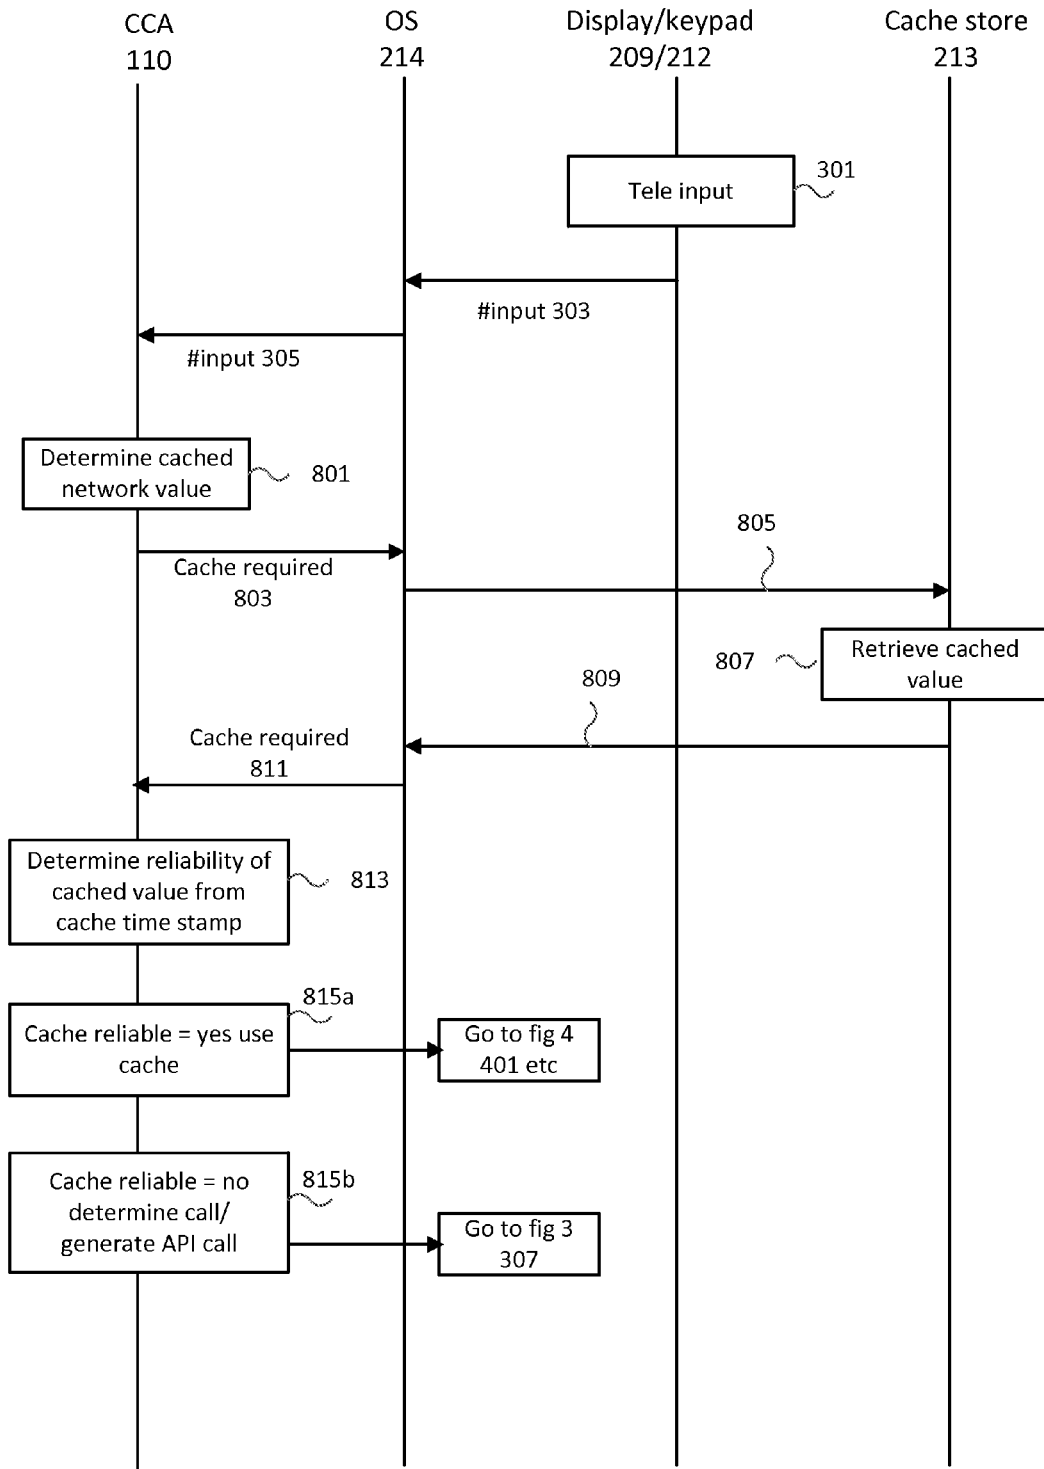 CCA
110
OS
214
Display/keypad
209/212
Cache store
213
Tele input
301
#input 303
#input 305
Determine cached
network value
801
Cache required
803
805
Retrieve cached
value
807
809
Cache required
811
Determine reliability of
cached value from
cache time stamp
813
Cache reliable = yes use
cache
815a
Go to fig 4
401 etc
Cache reliable = no
determine call/
generate API call
815b
Go to fig 3
307